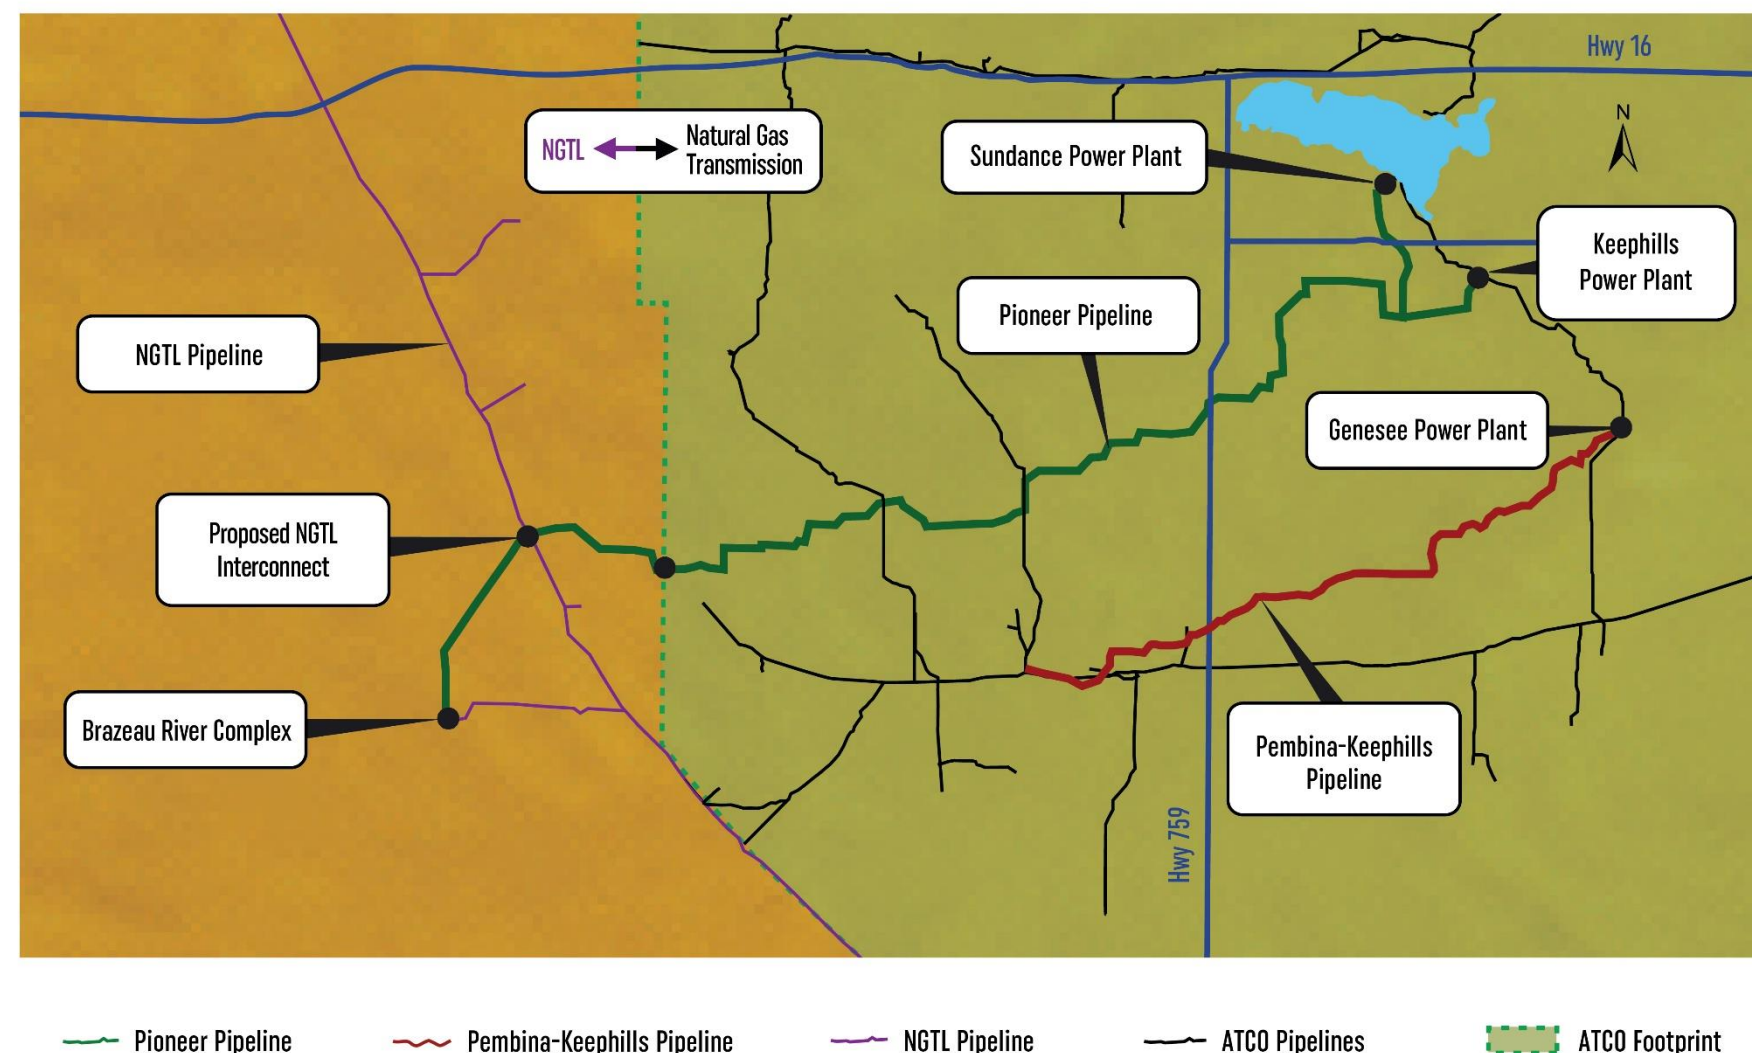 Hwy 16
N
NGTL
Natural Gas
Transmission
Sundance Power Plant
Keephills
Power Plant
Pioneer Pipeline
NGTL Pipeline
Genesee Power Plant
Proposed NGTL
Interconnect
Brazeau River Complex
Pembina-Keephills
Pipeline
Hwy 759
Pioneer Pipeline
Pembina-Keephills Pipeline
NGTL Pipeline
ATCO Pipelines
ATCO Footprint